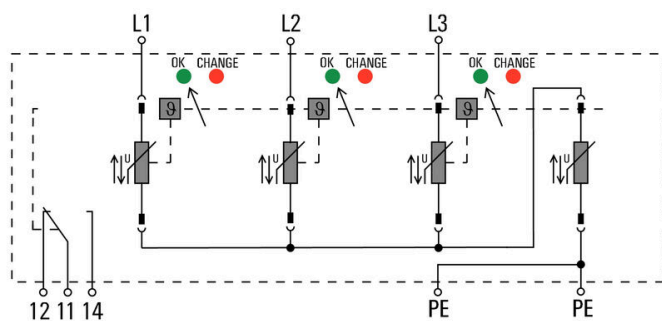 L1 L2 L3
OK CHANGE OK CHANGE OK CHANGE
ϑ ϑ ϑ
U U U U
12 11 14 PE PE